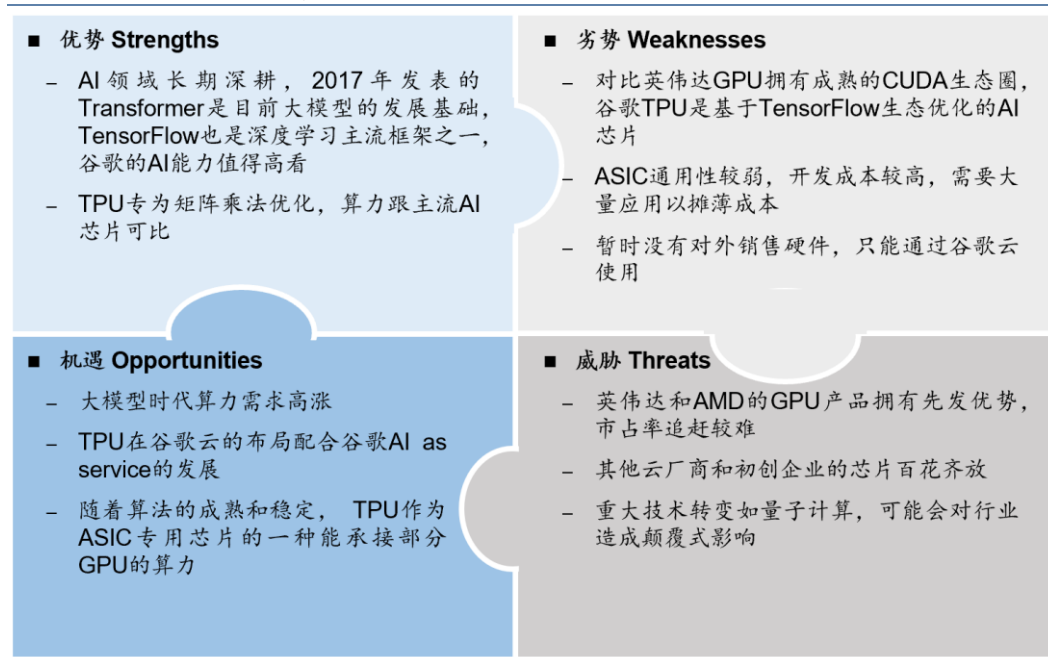 ■ 优势 Strengths
– AI领域长期深耕，2017年发表的
Transformer是目前大模型的发展基础，
TensorFlow也是深度学习主流框架之一，
谷歌的AI能力值得高看
– TPU专为矩阵乘法优化，算力跟主流AI
芯片可比
■ 劣势 Weaknesses
– 对比英伟达GPU拥有成熟的CUDA生态圈，
谷歌TPU是基于TensorFlow生态优化的AI
芯片
– ASIC通用性较弱，开发成本较高，需要大
量应用以摊薄成本
– 暂时没有对外销售硬件，只能通过谷歌云
使用
■ 机遇 Opportunities
– 大模型时代算力需求高涨
– TPU在谷歌云的布局配合谷歌AI as
service的发展
– 随着算法的成熟和稳定， TPU作为
ASIC专用芯片的一种能承接部分
GPU的算力
■ 威胁 Threats
– 英伟达和AMD的GPU产品拥有先发优势，
市占率追赶较难
– 其他云厂商和初创企业的芯片百花齐放
– 重大技术转变如量子计算，可能会对行业
造成颠覆式影响